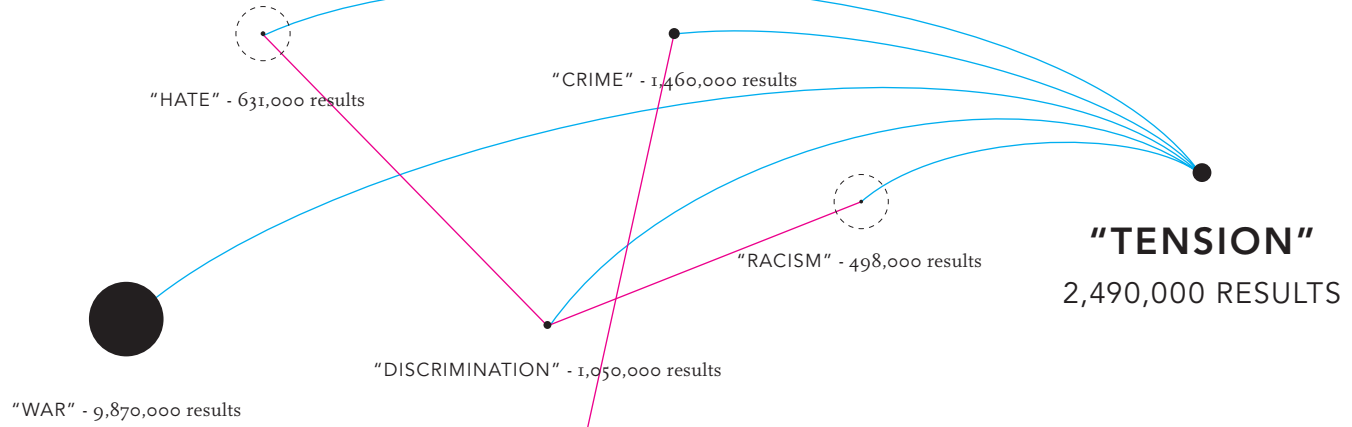 “CRIME” - 1,460,000 results
“HATE” - 631,000 results
“TENSION”
2,490,000 RESULTS
“RACISM” - 498,000 results
“DISCRIMINATION” - 1,050,000 results
“WAR” - 9,870,000 results